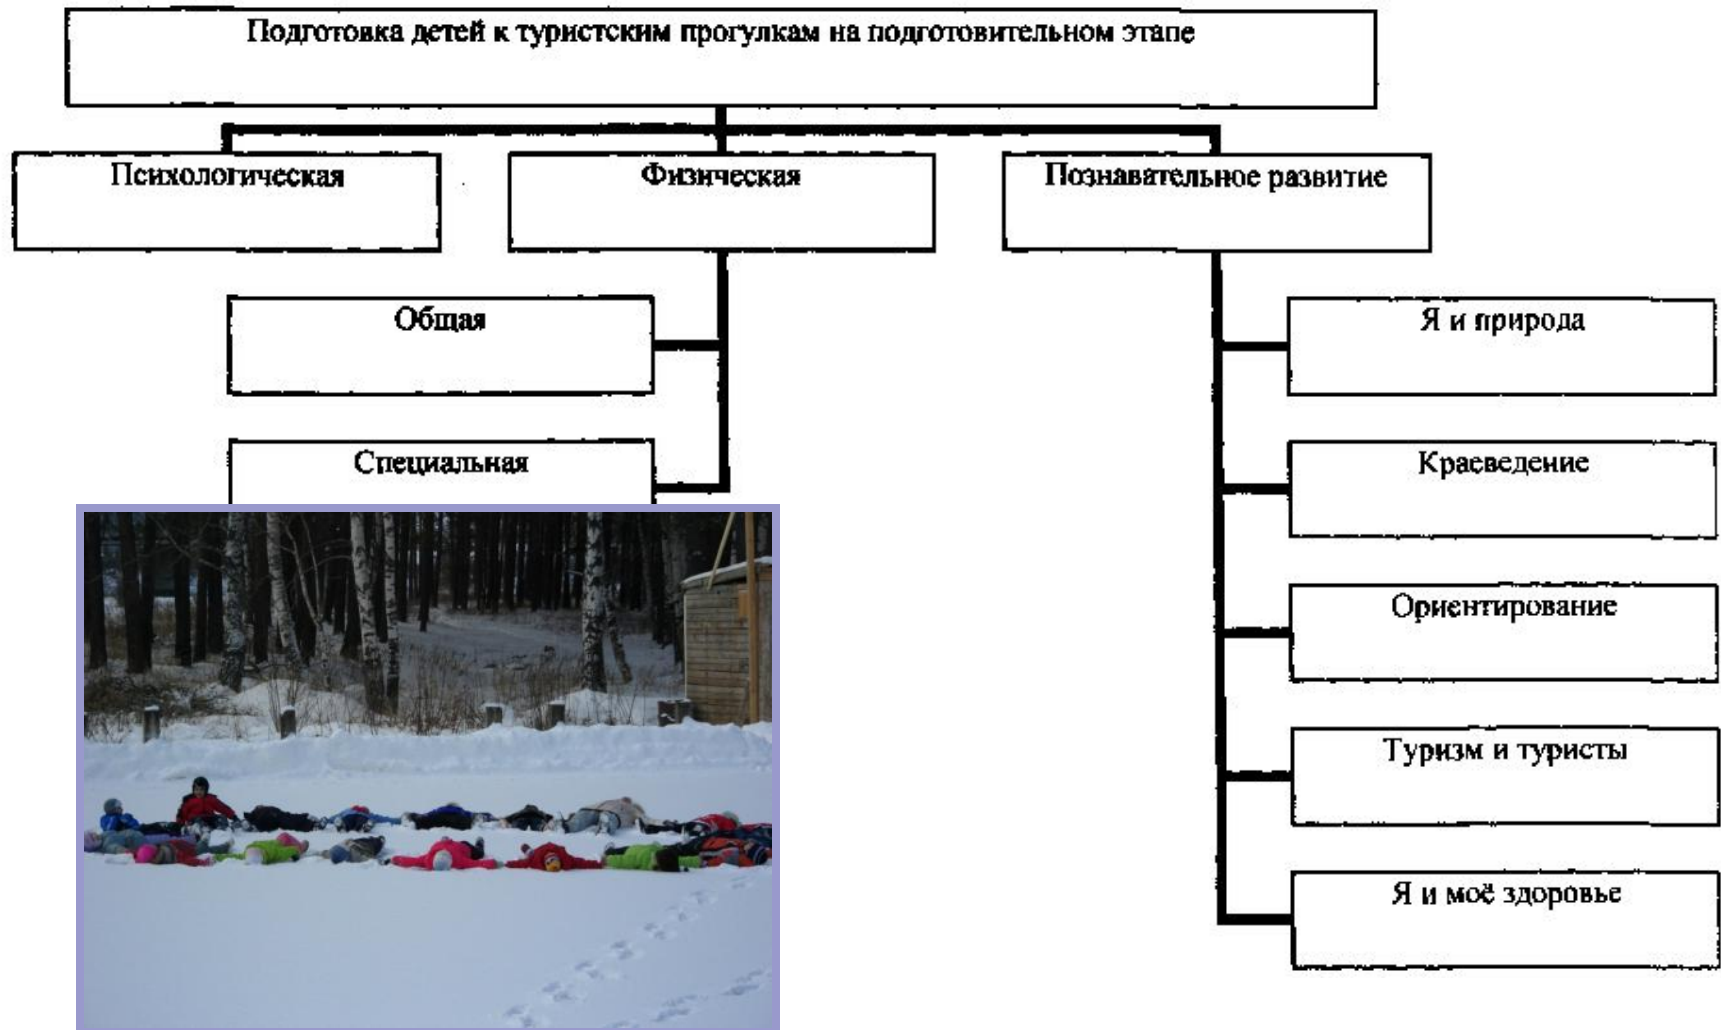 Подготовка детей к туристским прогулкам на подготовительном этапе
Психологическая
Физическая
Познавательное развитие
Общая
Специальная
Я и природа
Краеведение
Ориентирование
Туризм и туристы
Я и моё здоровье